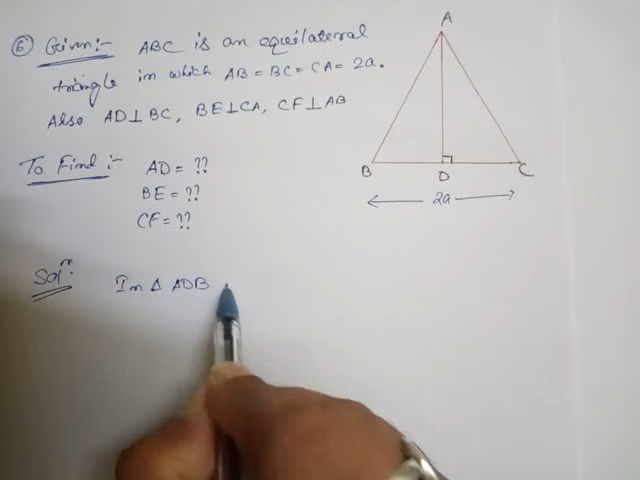 ⑥ Given:- ABC is an equilateral
triangle in which AB = BC = CA = 2a.
Also AD⊥BC, BE⊥CA, CF⊥AB
To Find:- AD = ??
BE = ??
CF = ??
Solⁿ: In Δ ADB
A
B
D
C
2a